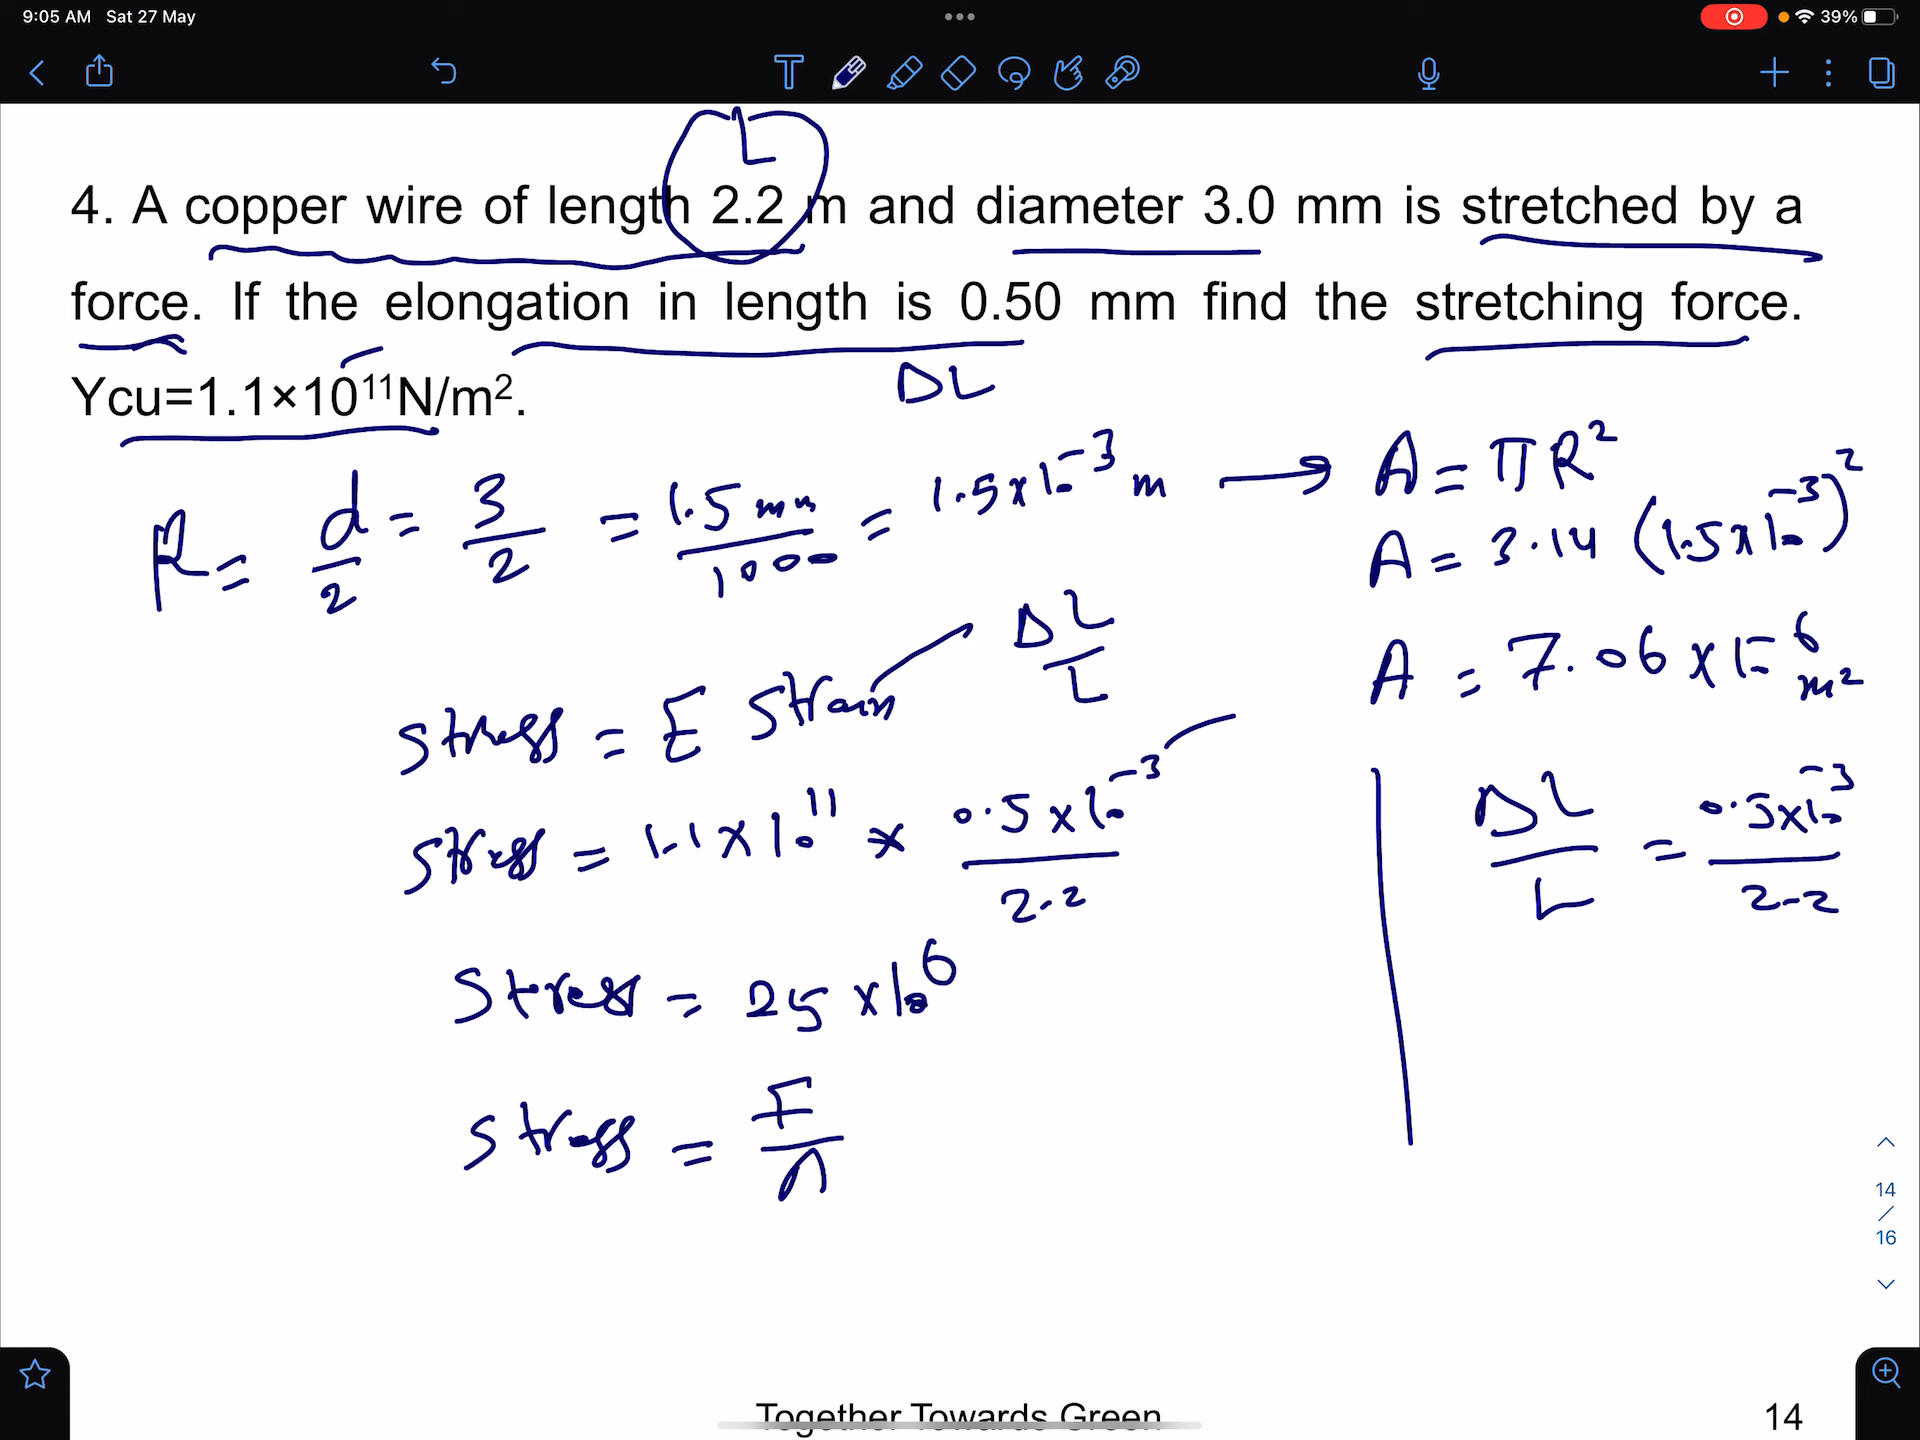 9:05 AM Sat 27 May
39%
L
4. A copper wire of length 2.2 m and diameter 3.0 mm is stretched by a
force. If the elongation in length is 0.50 mm find the stretching force.
Ycu=1.1×10¹¹N/m².
ΔL
R = d/2 = 3/2 = 1.5 mm/1000 = 1.5 x 10⁻³ m → A = πR²
A = 3.14 (1.5x10⁻³)²
A = 7.06 x 10⁻⁶ m²
Stress = E Strain ΔL/L
Stress = 1.1 x 10¹¹ * 0.5 x 10⁻³/2.2
ΔL/L = 0.5x10⁻³/2.2
Stress = 25 x 10⁶
Stress = F/A
14
/
16
Together Towards Green
14